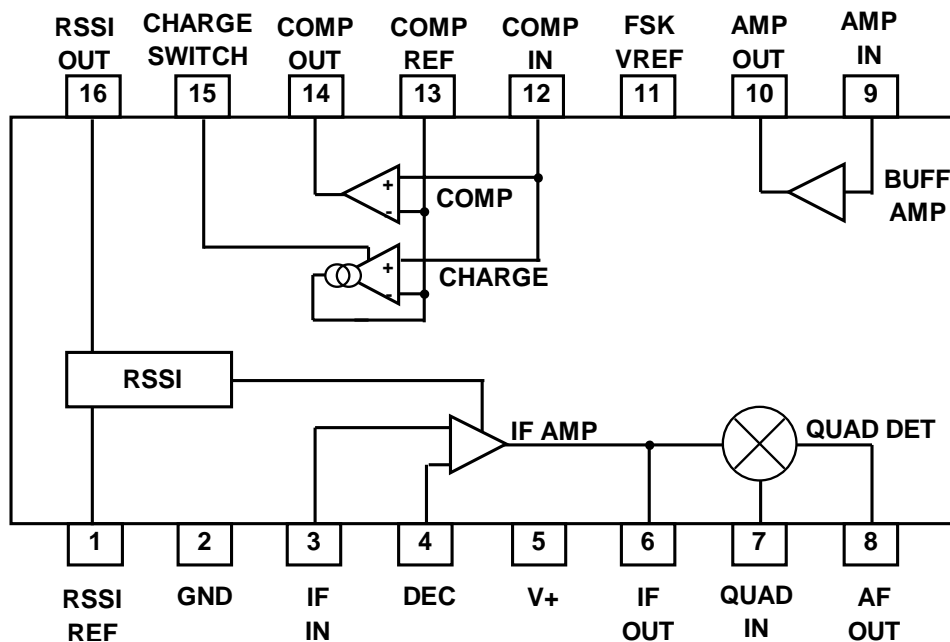 RSSI OUT
CHARGE SWITCH
COMP OUT
COMP REF
COMP IN
FSK VREF
AMP OUT
AMP IN
16
15
14
13
12
11
10
9
+
-
COMP
BUFF
AMP
+
-
CHARGE
RSSI
IF AMP
QUAD DET
1
2
3
4
5
6
7
8
RSSI REF
GND
IF IN
DEC
V+
IF OUT
QUAD IN
AF OUT